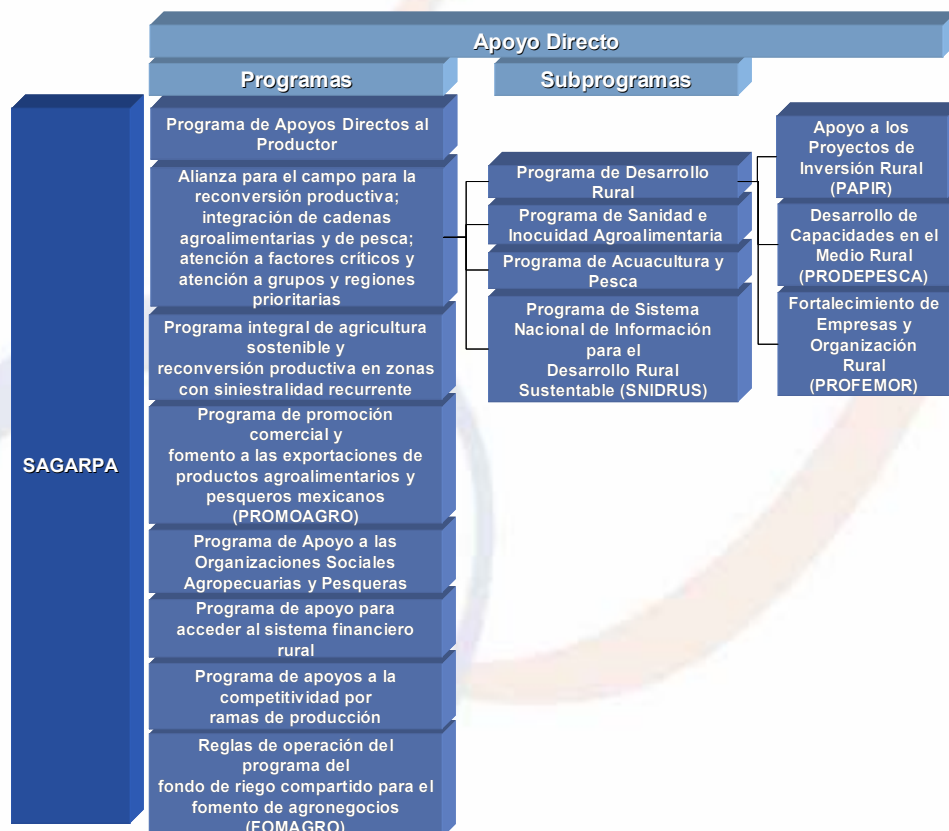 Apoyo Directo
Programas
Subprogramas
SAGARPA
Programa de Apoyos Directos al
Productor
Alianza para el campo para la
reconversión productiva;
integración de cadenas
agroalimentarias y de pesca;
atención a factores críticos y
atención a grupos y regiones
prioritarias
Programa integral de agricultura
sostenible y
reconversión productiva en zonas
con siniestralidad recurrente
Programa de promoción
comercial y
fomento a las exportaciones de
productos agroalimentarios y
pesqueros mexicanos
(PROMOAGRO)
Programa de Apoyo a las
Organizaciones Sociales
Agropecuarias y Pesqueras
Programa de apoyo para
acceder al sistema financiero
rural
Programa de apoyos a la
competitividad por
ramas de producción
Reglas de operación del
programa del
fondo de riego compartido para el
fomento de agronegocios
(FOMAGRO)
Programa de Desarrollo
Rural
Programa de Sanidad e
Inocuidad Agroalimentaria
Programa de Acuacultura y
Pesca
Programa de Sistema
Nacional de Información
para el
Desarrollo Rural
Sustentable (SNIDRUS)
Apoyo a los
Proyectos de
Inversión Rural
(PAPIR)
Desarrollo de
Capacidades en el
Medio Rural
(PRODEPESCA)
Fortalecimiento de
Empresas y
Organización
Rural
(PROFEMOR)